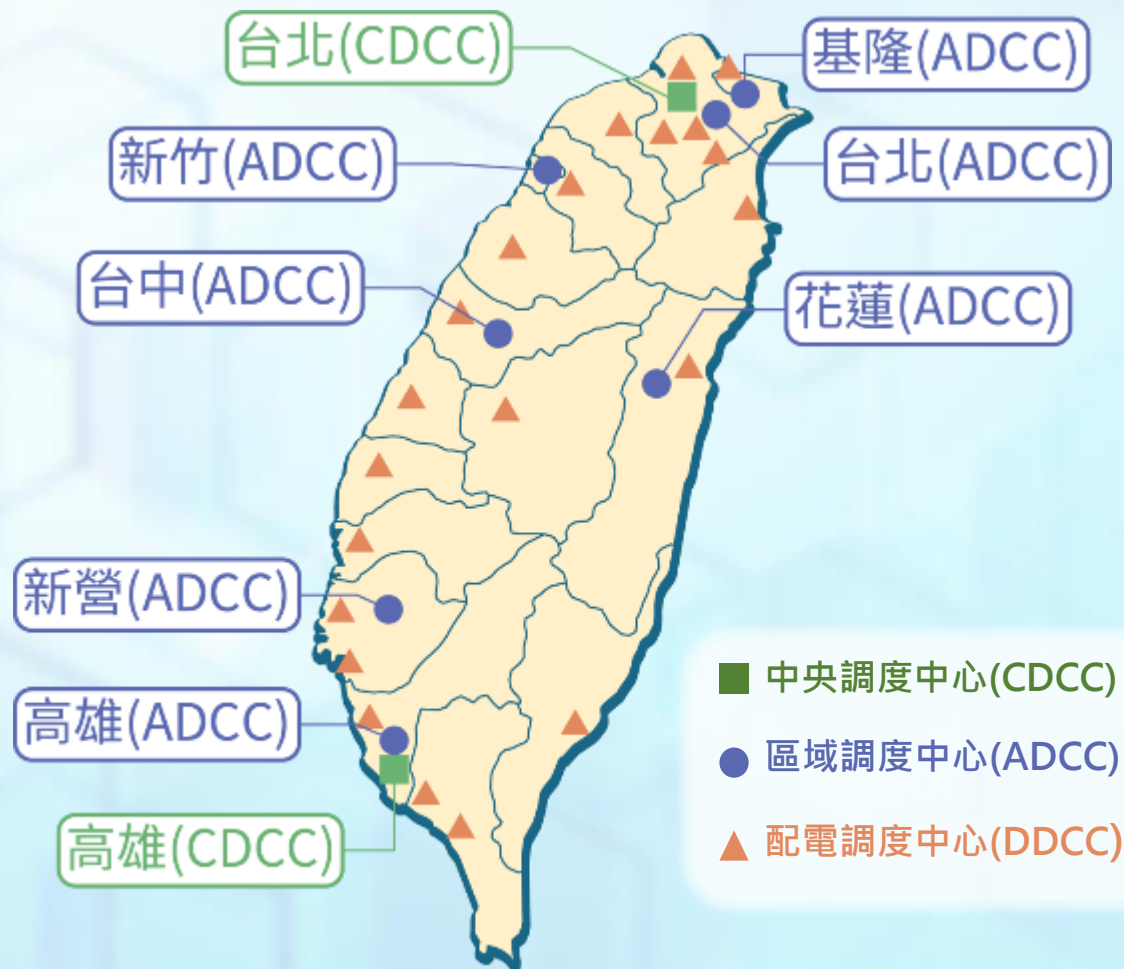 台北(CDCC)
基隆(ADCC)
新竹(ADCC)
台北(ADCC)
台中(ADCC)
花蓮(ADCC)
新營(ADCC)
高雄(ADCC)
高雄(CDCC)
中央調度中心(CDCC)
區域調度中心(ADCC)
配電調度中心(DDCC)